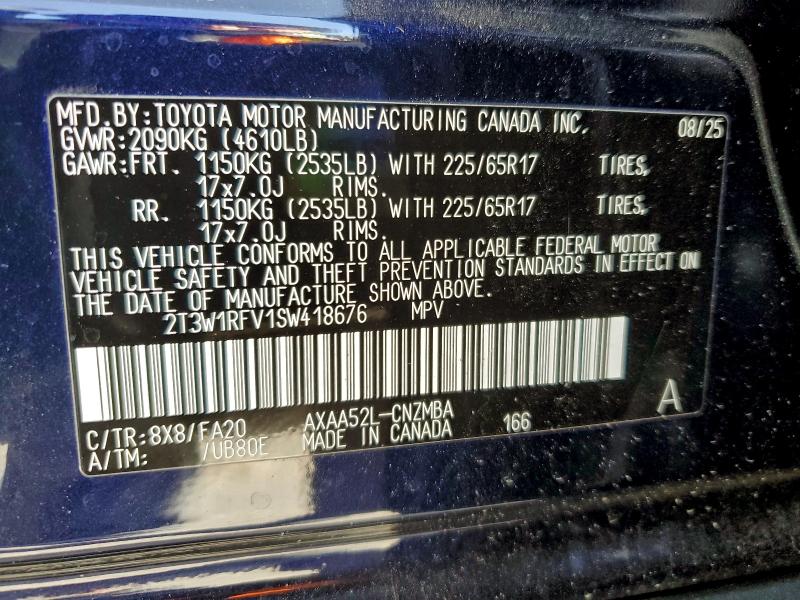 MFD.BY:TOYOTA MOTOR MANUFACTURING CANADA INC. 08/25
GVWR:2090KG (4610LB)
GAWR:FRT. 1150KG (2535LB) WITH 225/65R17 TIRES,
17x7.0J RIMS.
RR. 1150KG (2535LB) WITH 225/65R17 TIRES,
17x7.0J RIMS.
THIS VEHICLE CONFORMS TO ALL APPLICABLE FEDERAL MOTOR
VEHICLE SAFETY AND THEFT PREVENTION STANDARDS IN EFFECT ON
THE DATE OF MANUFACTURE SHOWN ABOVE.
2T3W1RFV1SW418676 MPV
A
C/TR:8X8/FA20 AXAA52L-CNZMBA 166
A/TM: /UB80E MADE IN CANADA